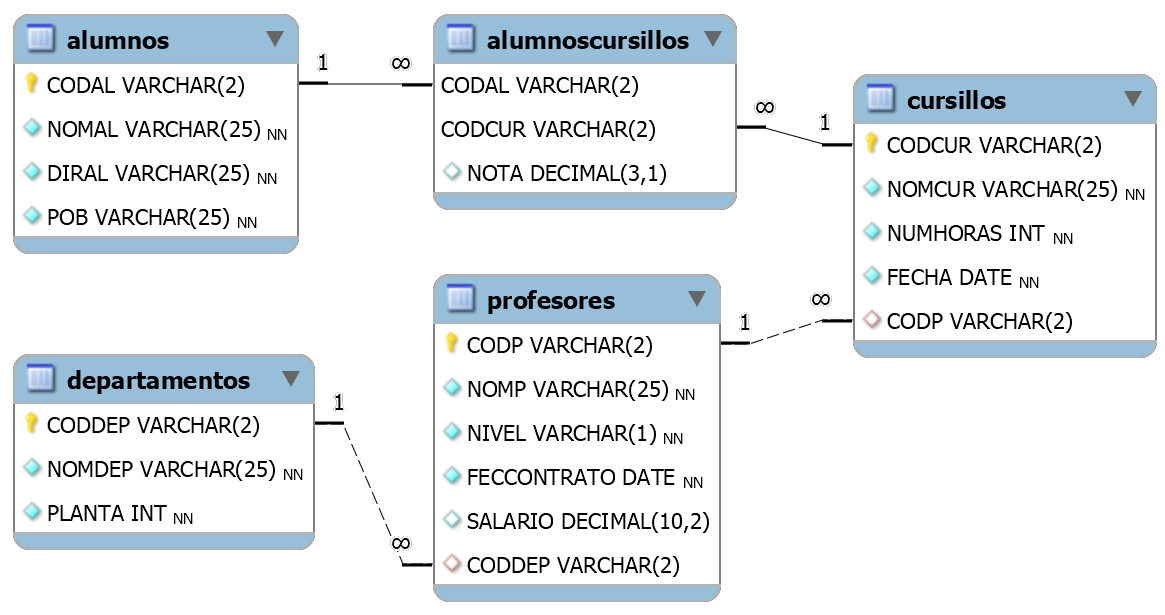 alumnos
CODAL VARCHAR(2)
NOMAL VARCHAR(25) NN
DIRAL VARCHAR(25) NN
POB VARCHAR(25) NN
1
∞
alumnoscursillos
CODAL VARCHAR(2)
CODCUR VARCHAR(2)
NOTA DECIMAL(3,1)
∞
1
cursillos
CODCUR VARCHAR(2)
NOMCUR VARCHAR(25) NN
NUMHORAS INT NN
FECHA DATE NN
CODP VARCHAR(2)
profesores
CODP VARCHAR(2)
NOMP VARCHAR(25) NN
NIVEL VARCHAR(1) NN
FECCONTRATO DATE NN
SALARIO DECIMAL(10,2)
CODDEP VARCHAR(2)
1
∞
departamentos
CODDEP VARCHAR(2)
NOMDEP VARCHAR(25) NN
PLANTA INT NN
1
∞